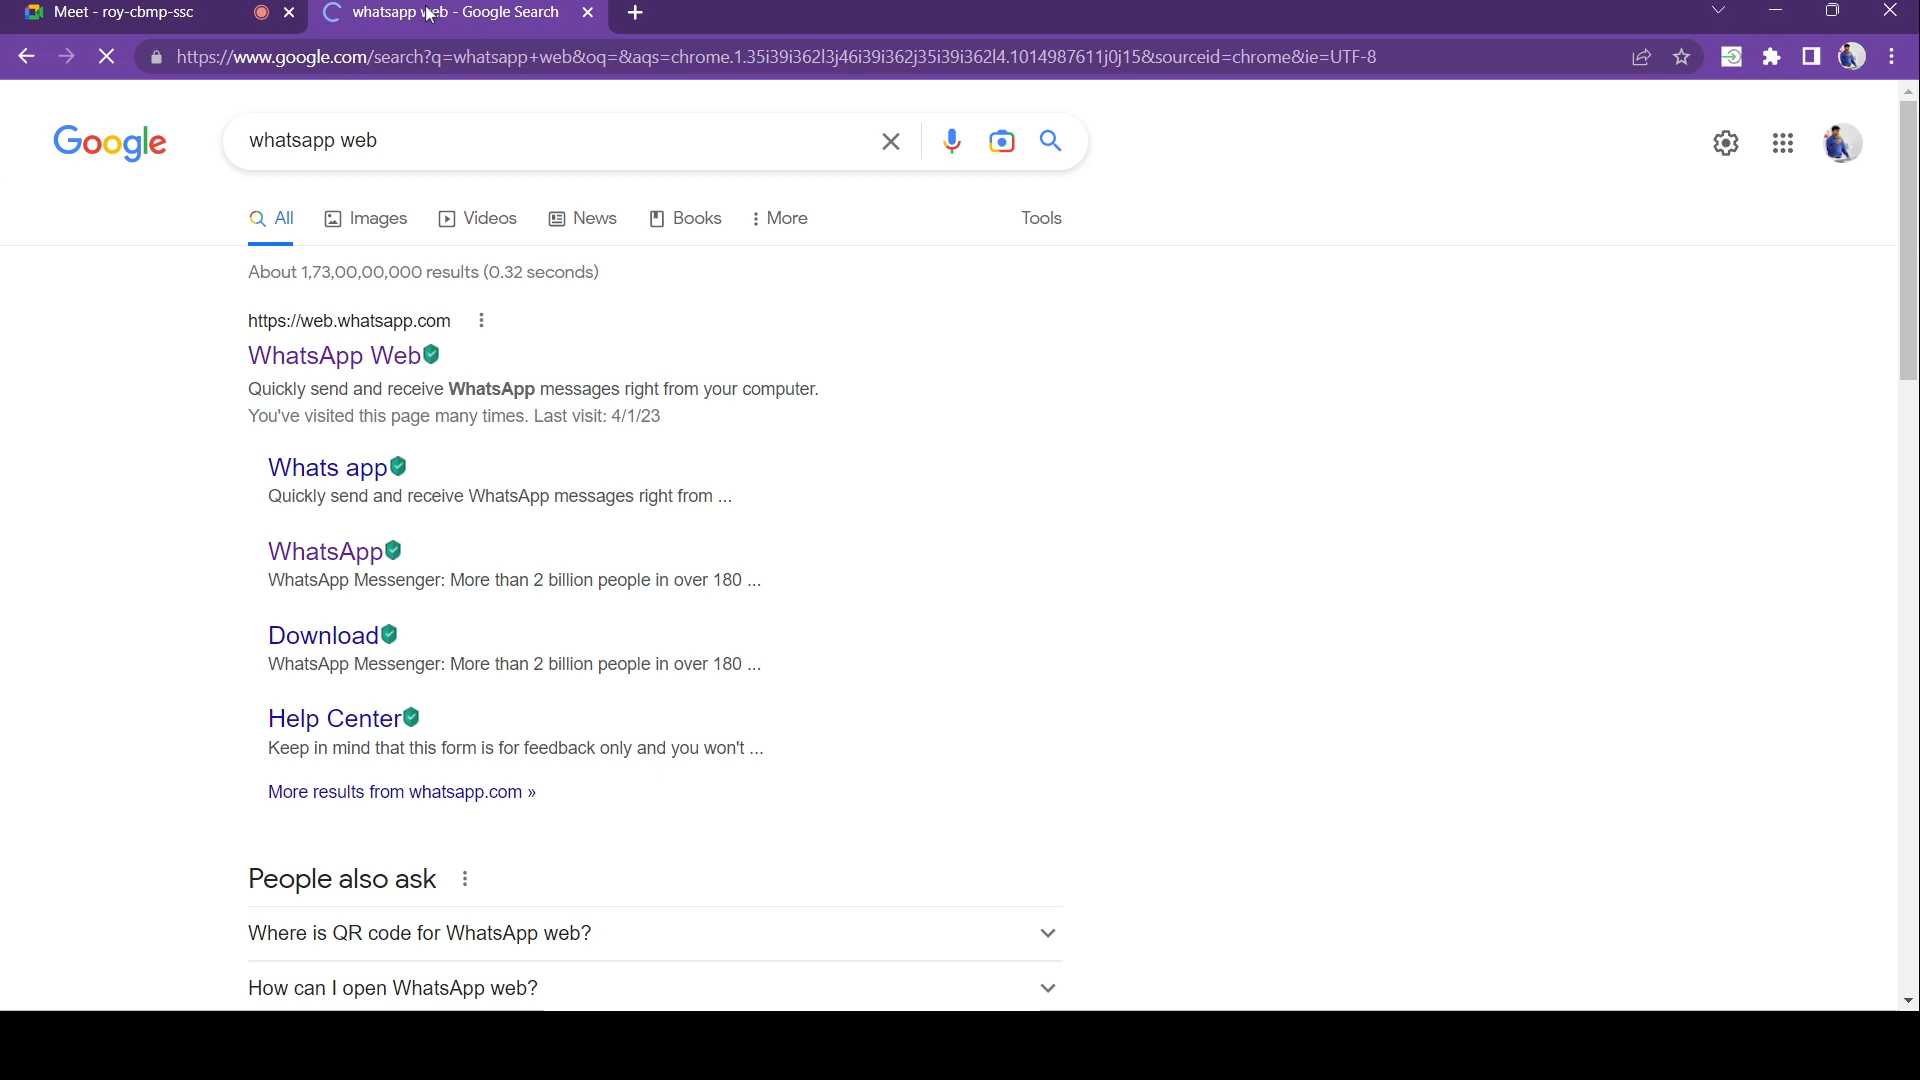 Meet - roy-cbmp-ssc
whatsapp web - Google Search
https://www.google.com/search?q=whatsapp+web&oq=&aqs=chrome.1.35i39i362l3j46i39i362j35i39i362l4.1014987611j0j15&sourceid=chrome&ie=UTF-8
Google
whatsapp web
All Images Videos News Books More Tools
About 1,73,00,00,000 results (0.32 seconds)
https://web.whatsapp.com
WhatsApp Web
Quickly send and receive WhatsApp messages right from your computer.
You've visited this page many times. Last visit: 4/1/23
Whats app
Quickly send and receive WhatsApp messages right from ...
WhatsApp
WhatsApp Messenger: More than 2 billion people in over 180 ...
Download
WhatsApp Messenger: More than 2 billion people in over 180 ...
Help Center
Keep in mind that this form is for feedback only and you won't ...
More results from whatsapp.com »
People also ask
Where is QR code for WhatsApp web?
How can I open WhatsApp web?